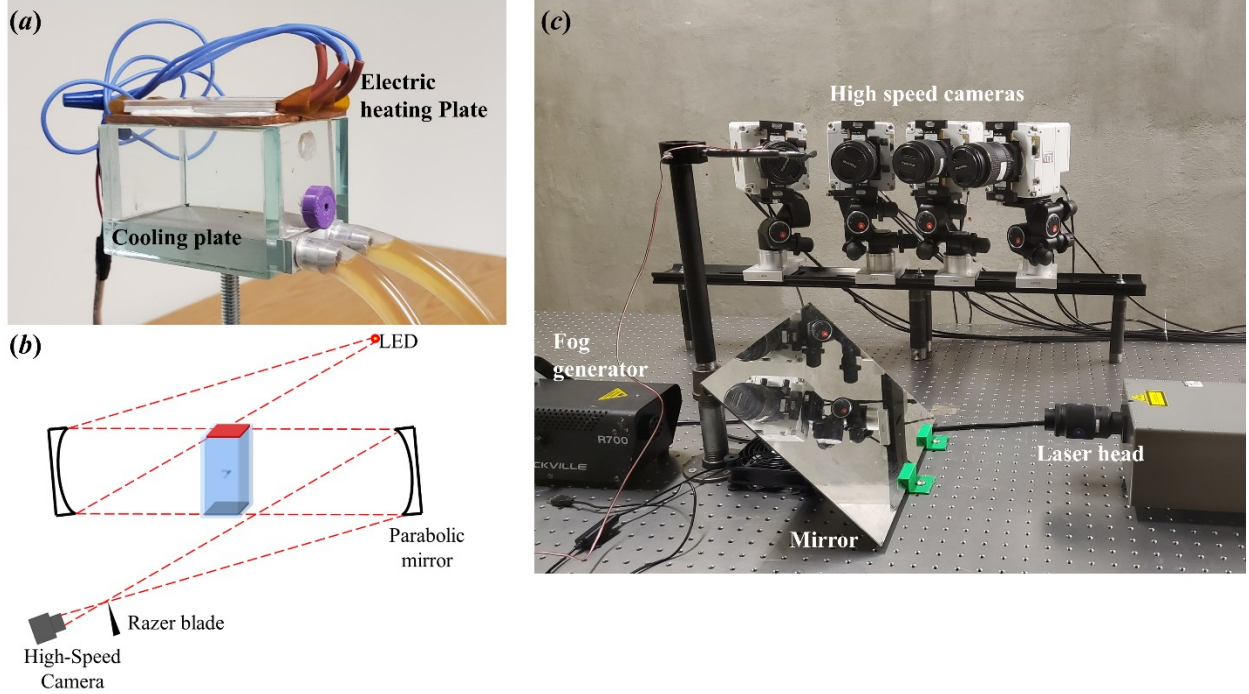 (a)
Electric
heating Plate
Cooling plate
(b)
LED
Parabolic
mirror
Razer blade
High-Speed
Camera
(c)
High speed cameras
Fog
generator
R700
CKVILLE
Laser head
Mirror